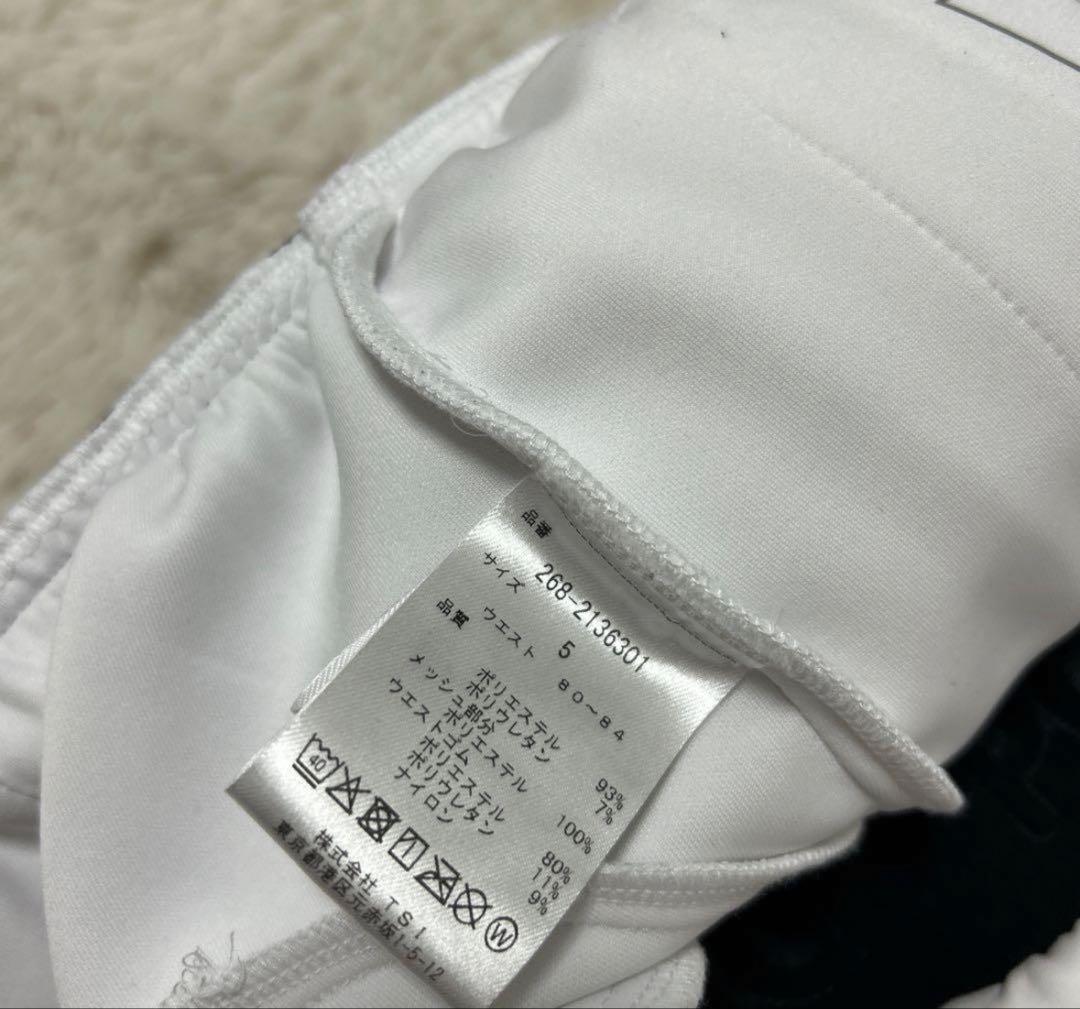 品番 268-2136301
サイズ 5
ウエスト 80~84
品質
ポリエステル 93%
ポリウレタン 7%
メッシュ部分
ポリエステル 100%
ウエストゴム
ポリエステル 80%
ポリウレタン 11%
ナイロン 9%
40
W
株式会社 TSI
東京都港区元赤坂1-5-12